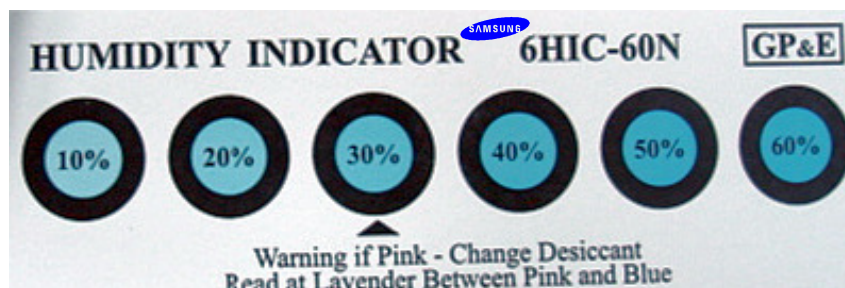 HUMIDITY INDICATOR SAMSUNG 6HIC-60N GP&E
10% 20% 30% 40% 50% 60%
Warning if Pink - Change Desiccant
Read at Lavender Between Pink and Blue